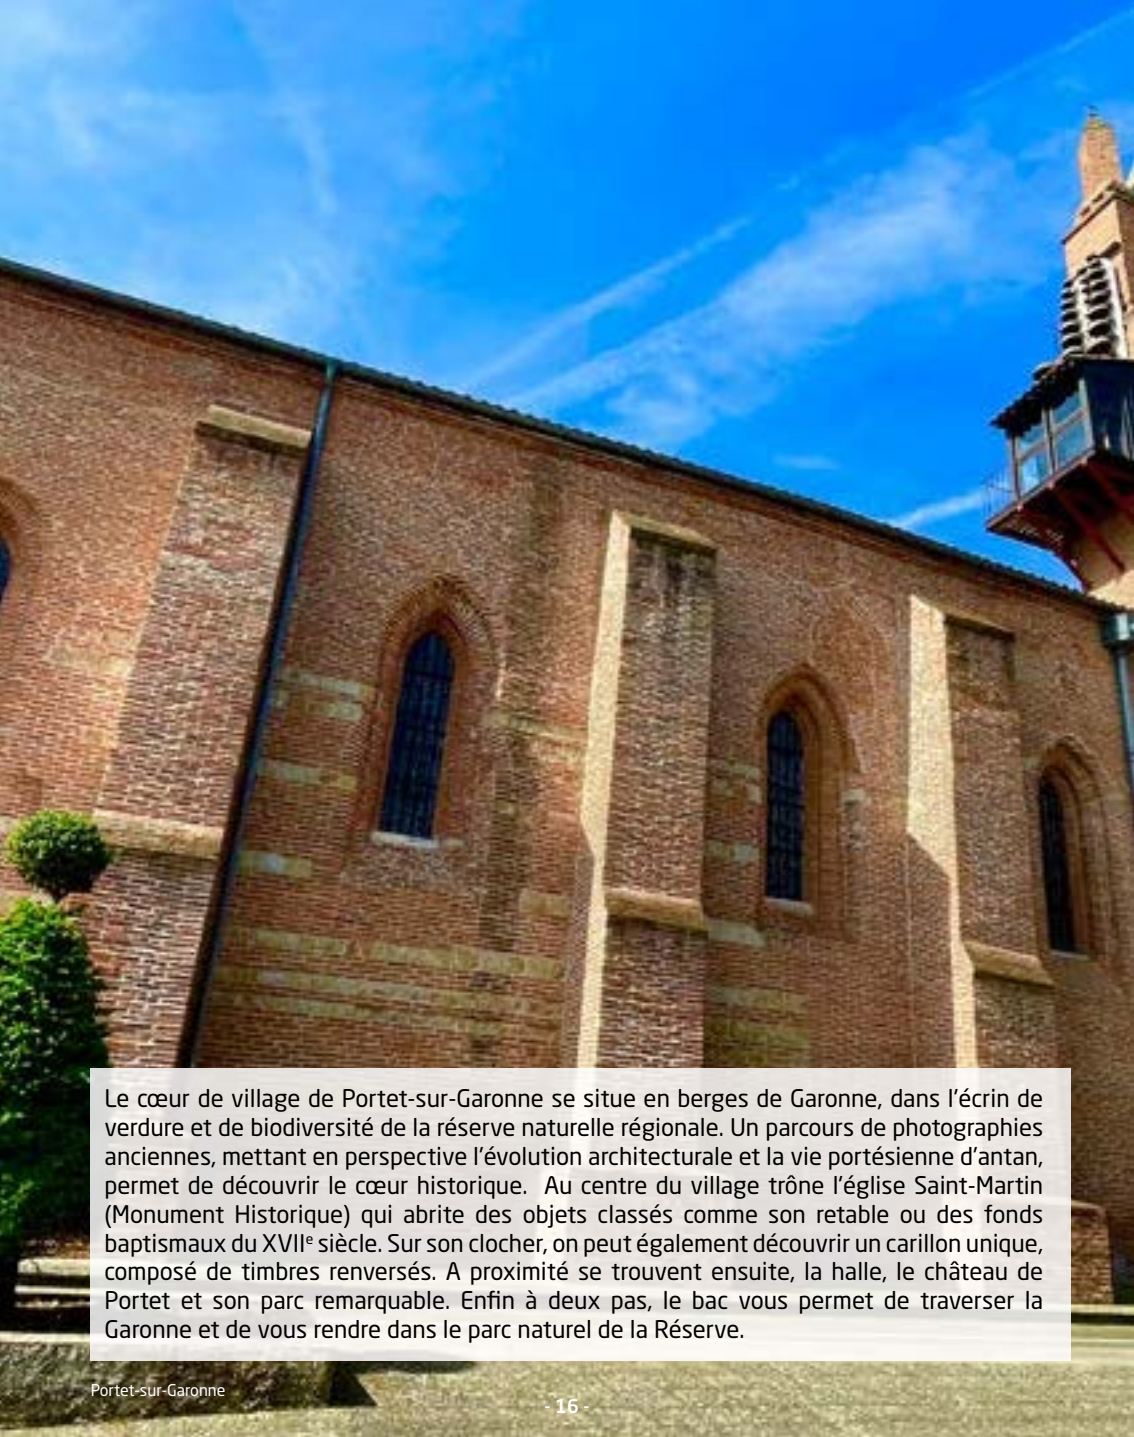 Le cœur de village de Portet-sur-Garonne se situe en berges de Garonne, dans l'écrin de
verdure et de biodiversité de la réserve naturelle régionale. Un parcours de photographies
anciennes, mettant en perspective l'évolution architecturale et la vie portésienne d'antan,
permet de découvrir le cœur historique.  Au centre du village trône l'église Saint-Martin
(Monument Historique) qui abrite des objets classés comme son retable ou des fonds
baptismaux du XVIIᵉ siècle. Sur son clocher, on peut également découvrir un carillon unique,
composé de timbres renversés. A proximité se trouvent ensuite, la halle, le château de
Portet et son parc remarquable. Enfin à deux pas, le bac vous permet de traverser la
Garonne et de vous rendre dans le parc naturel de la Réserve.
Portet-sur-Garonne
- 16 -